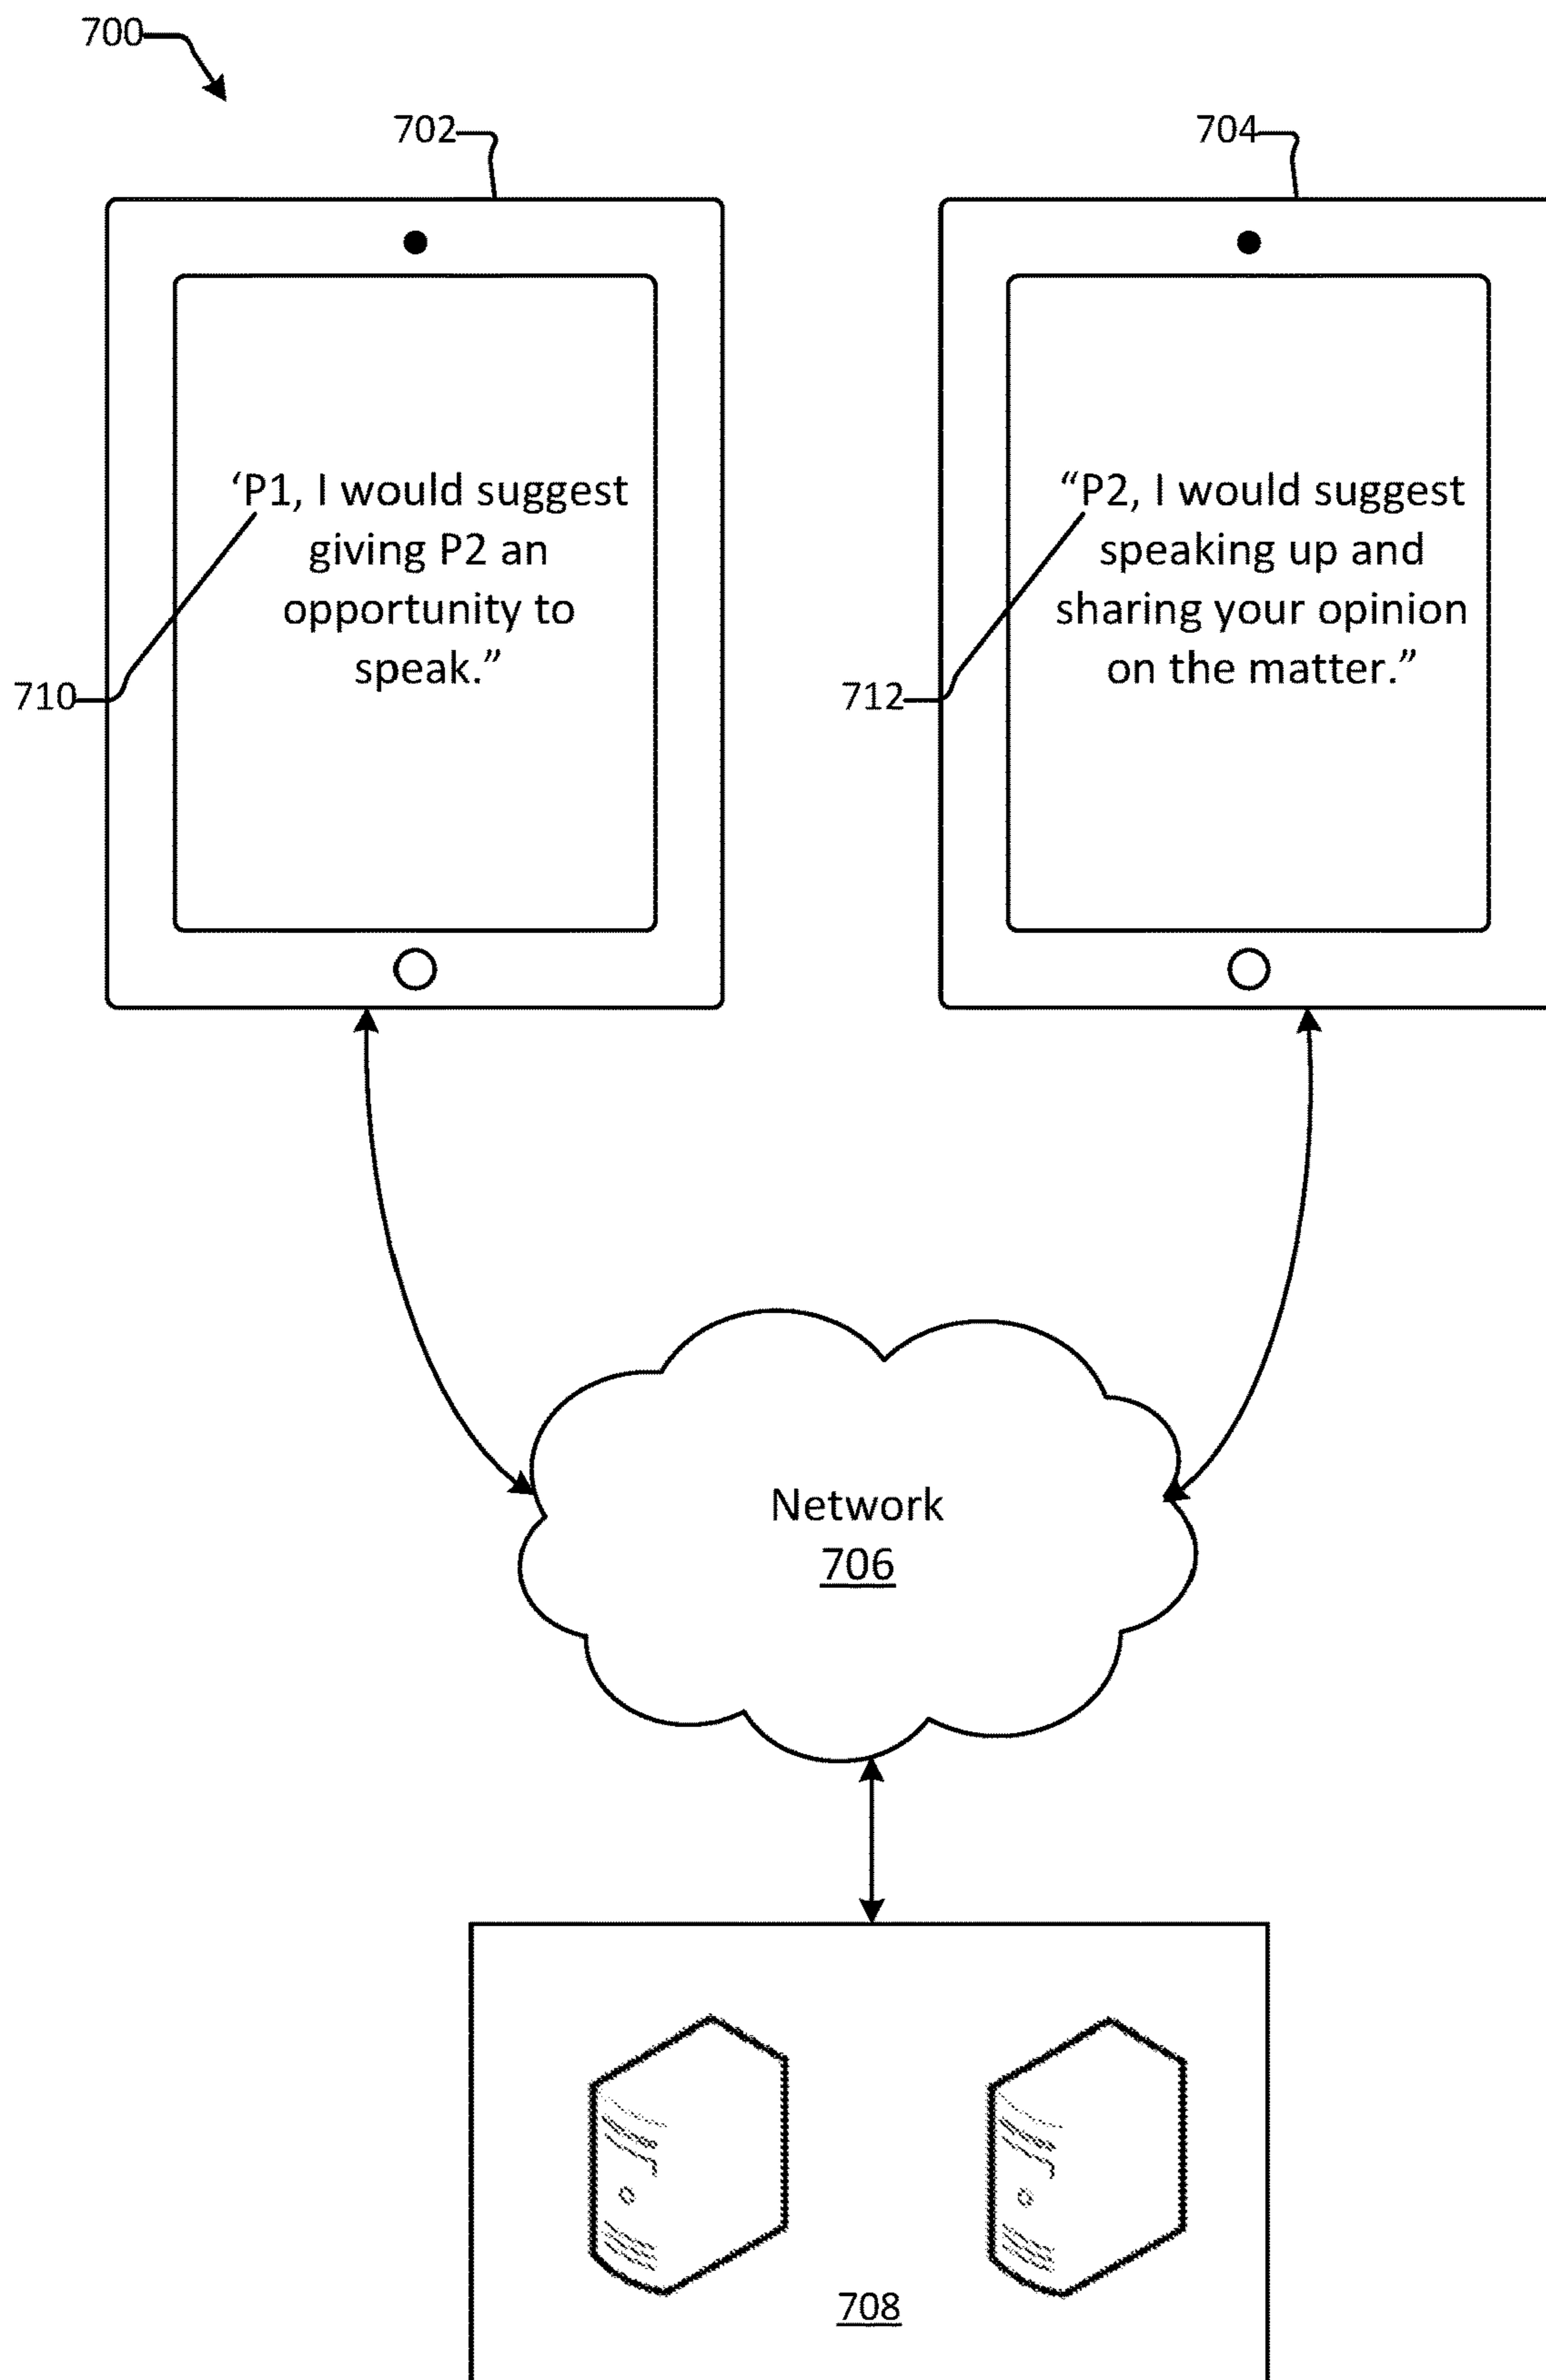 700
702
704
‘P1, I would suggest
giving P2 an
opportunity to
speak.”
710
“P2, I would suggest
speaking up and
sharing your opinion
on the matter.”
712
Network
706
708